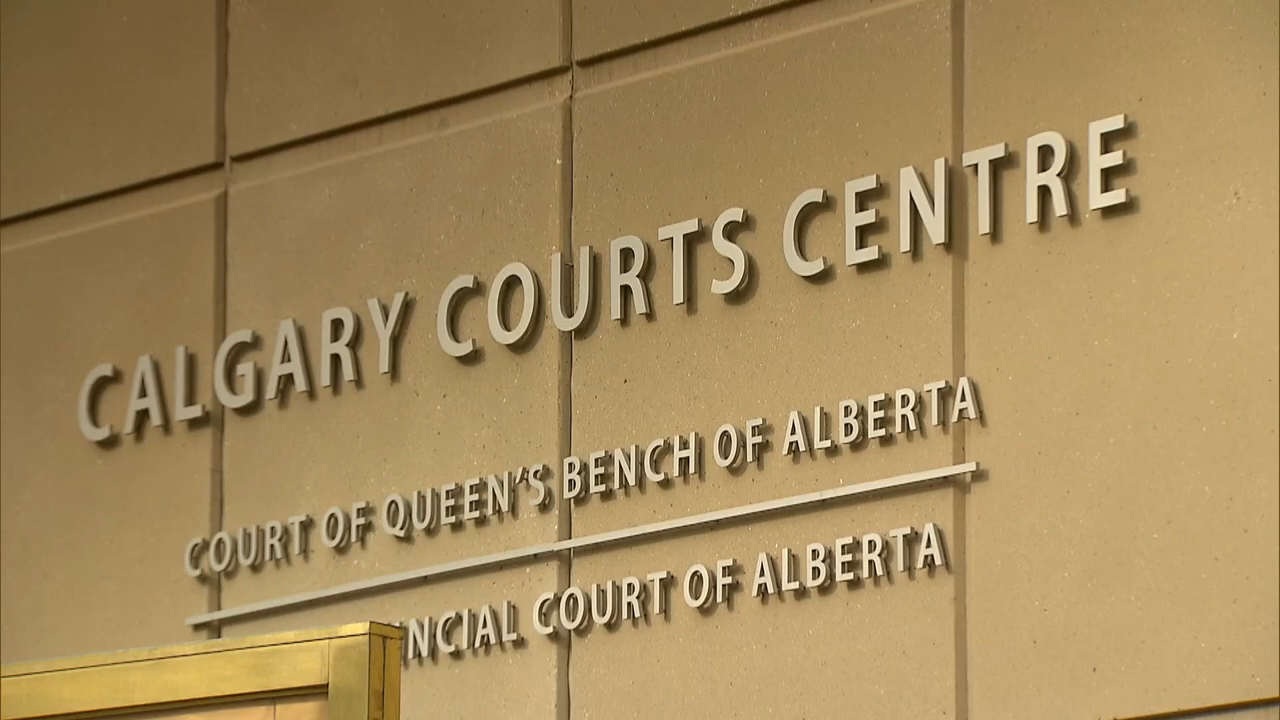 CALGARY COURTS CENTRE
COURT OF QUEEN'S BENCH OF ALBERTA
NCIAL COURT OF ALBERTA